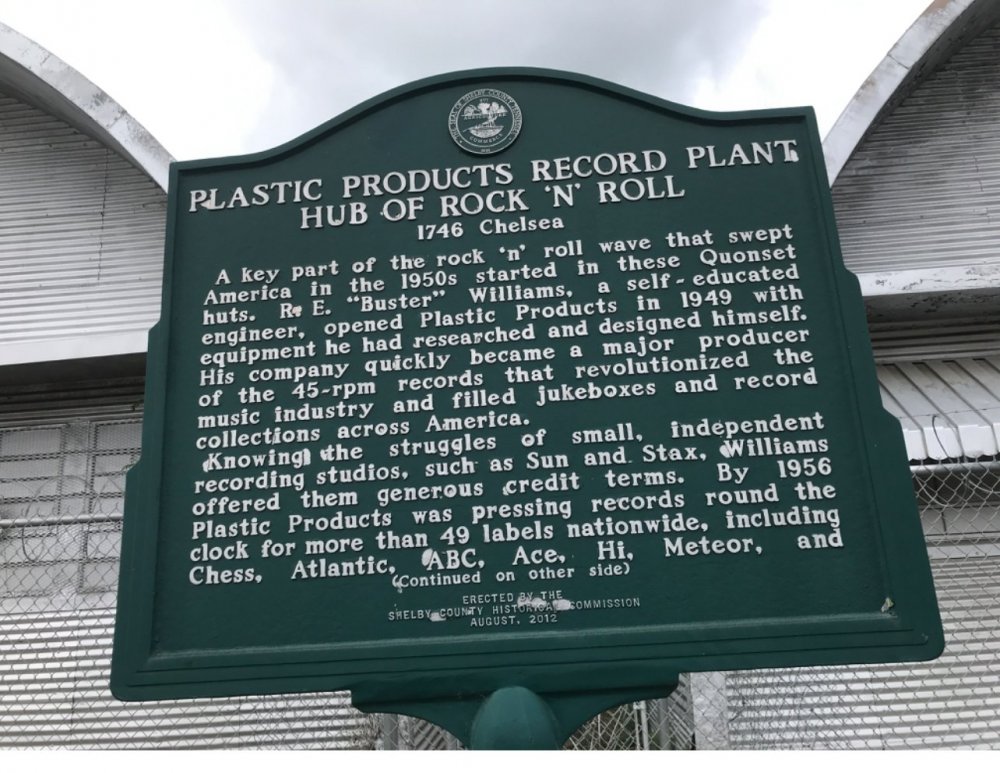 PLASTIC PRODUCTS RECORD PLANT
HUB OF ROCK 'N' ROLL
1746 Chelsea
A key part of the rock 'n' roll wave that swept
America in the 1950s started in these Quonset
huts. R. E. "Buster" Williams, a self-educated
engineer, opened Plastic Products in 1949 with
equipment he had researched and designed himself.
His company quickly became a major producer
of the 45-rpm records that revolutionized the
music industry and filled jukeboxes and record
collections across America.
Knowing the struggles of small, independent
recording studios, such as Sun and Stax, Williams
offered them generous credit terms. By 1956
Plastic Products was pressing records round the
clock for more than 49 labels nationwide, including
Chess, Atlantic, ABC, Ace, Hi, Meteor, and
(Continued on other side)
ERECTED BY THE
SHELBY COUNTY HISTORICAL COMMISSION
AUGUST, 2012